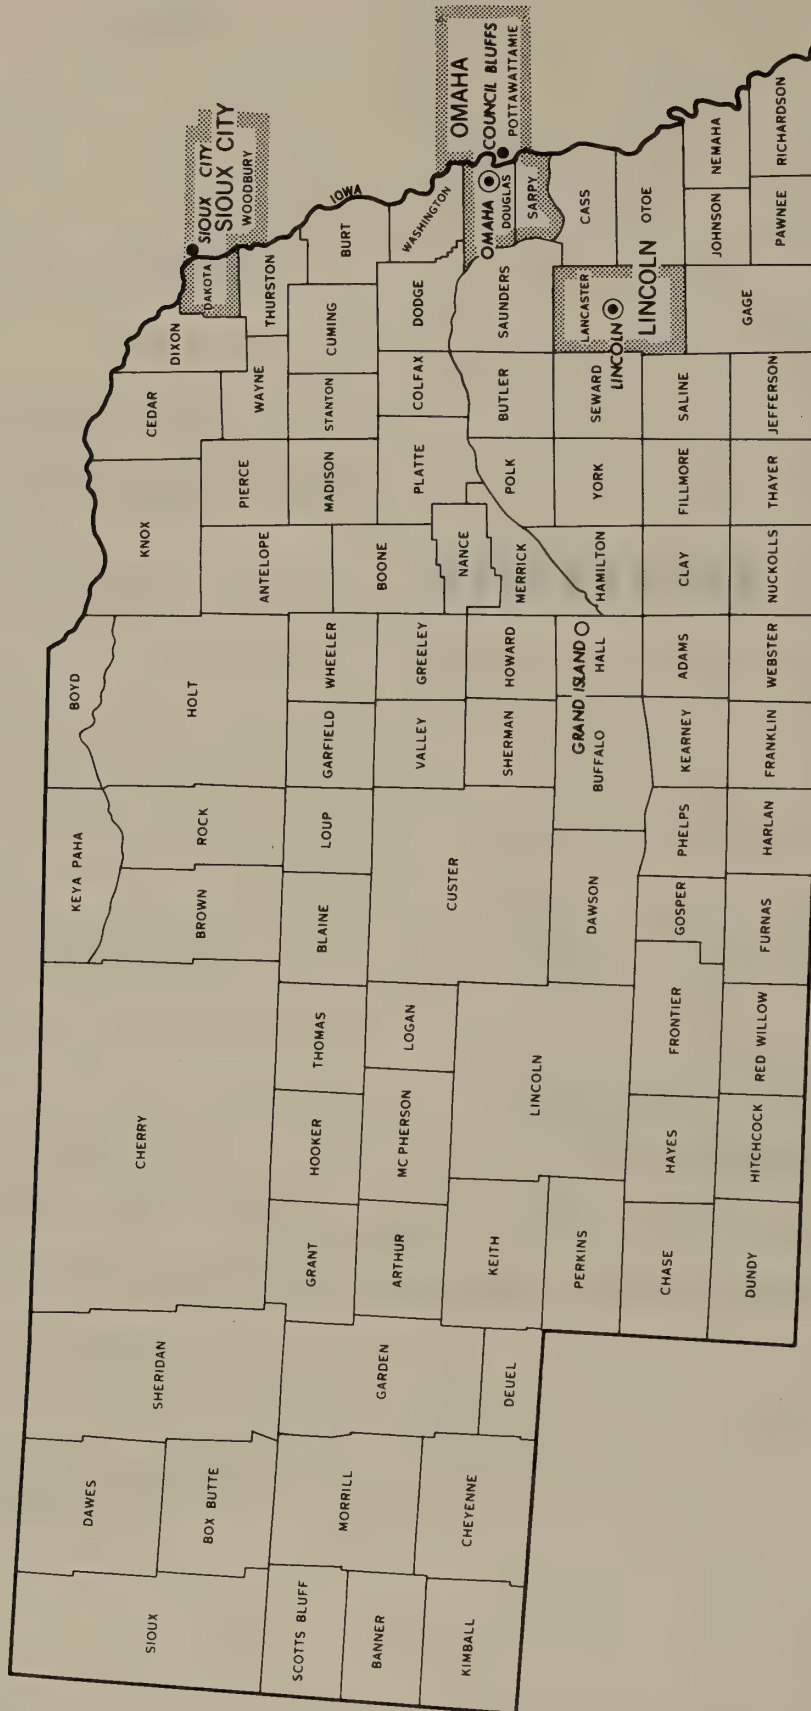 SIOUX CITY
SIOUX CITY
WOODBURY
OMAHA
COUNCIL BLUFFS
POTTAWATTAMIE
IOWA
DAKOTA
DIXON
THURSTON
CEDAR
WAYNE
BURT
CUMING
WASHINGTON
OMAHA
DOUGLAS
SARPY
DODGE
SAUNDERS
CASS
LANCASTER
LINCOLN
LINCOLN
OTOE
NEMAHA
JOHNSON
RICHARDSON
PAWNEE
GAGE
KNOX
PIERCE
STANTON
MADISON
COLFAX
PLATTE
BUTLER
POLK
SEWARD
YORK
SALINE
FILLMORE
JEFFERSON
THAYER
ANTELOPE
BOONE
NANCE
MERRICK
HAMILTON
CLAY
NUCKOLLS
BOYD
HOLT
WHEELER
GREELEY
HOWARD
GRAND ISLAND
HALL
ADAMS
WEBSTER
GARFIELD
VALLEY
SHERMAN
BUFFALO
KEARNEY
FRANKLIN
KEYA PAHA
ROCK
LOUP
BROWN
BLAINE
CUSTER
DAWSON
PHELPS
GOSPER
HARLAN
FURNAS
CHERRY
THOMAS
LOGAN
HOOKER
MC PHERSON
LINCOLN
FRONTIER
RED WILLOW
HAYES
HITCHCOCK
GRANT
ARTHUR
KEITH
PERKINS
CHASE
DUNDY
SHERIDAN
GARDEN
DEUEL
DAWES
BOX BUTTE
MORRILL
CHEYENNE
SIOUX
SCOTTS BLUFF
BANNER
KIMBALL